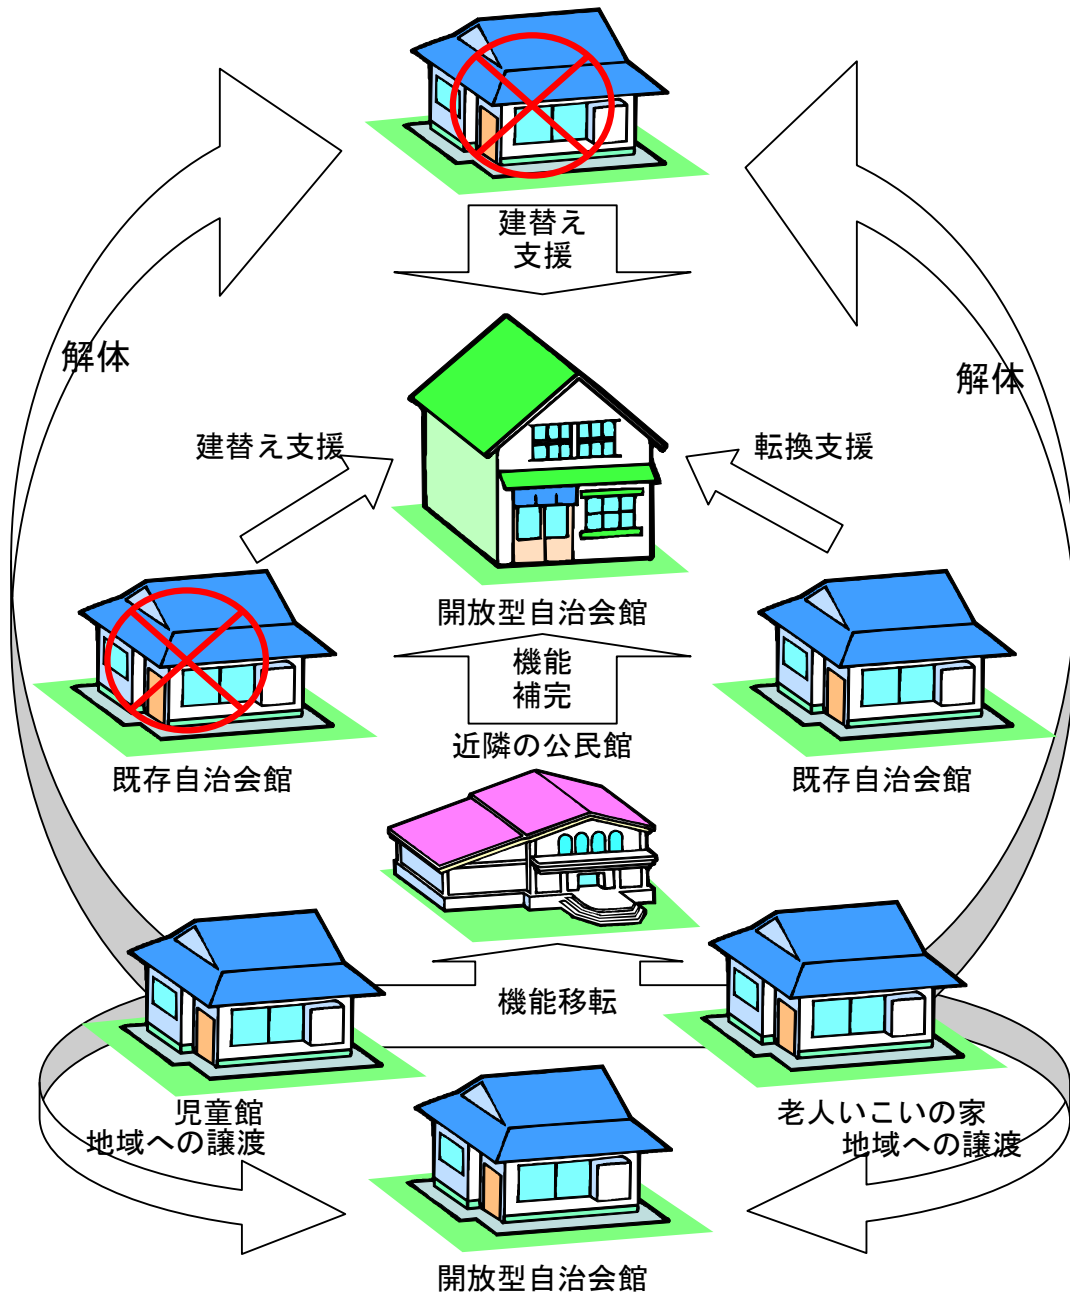 建替え
支援
解体
解体
建替え支援
転換支援
開放型自治会館
機能
補完
近隣の公民館
既存自治会館
既存自治会館
機能移転
児童館
地域への譲渡
老人いこいの家
地域への譲渡
開放型自治会館